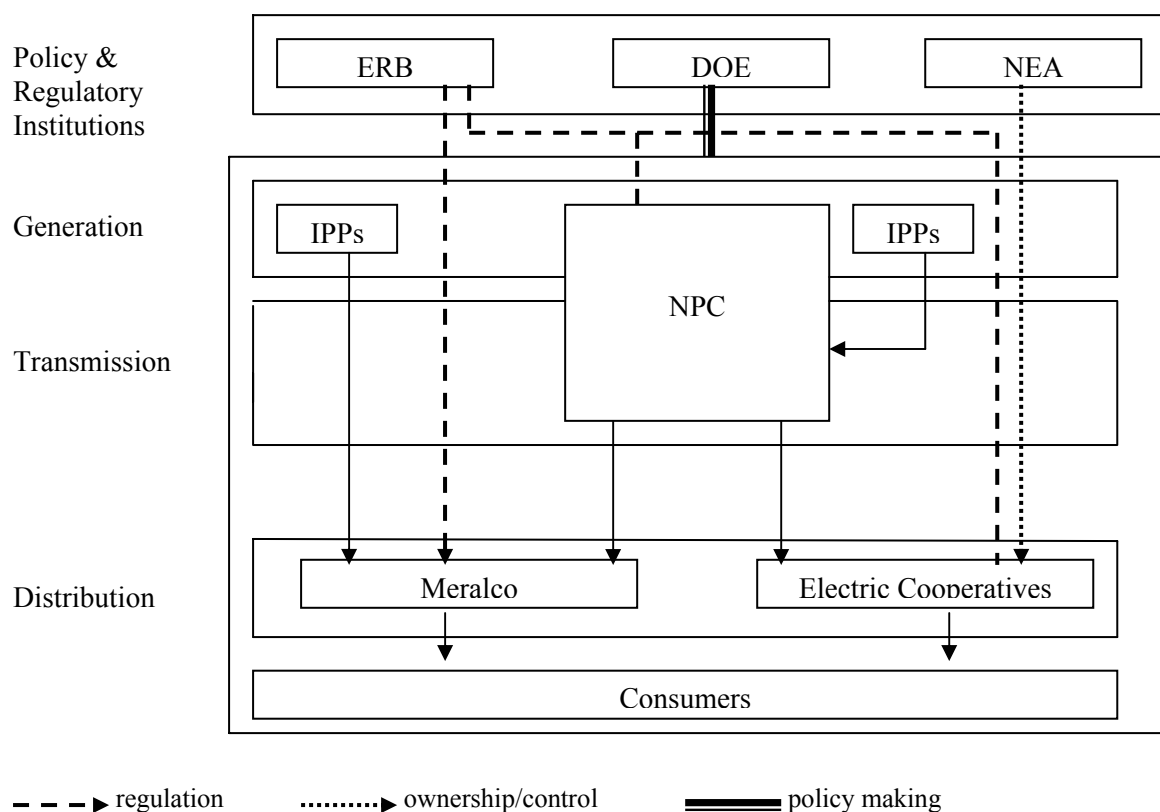 Policy &
Regulatory
Institutions
ERB
DOE
NEA
Generation
IPPs
IPPs
NPC
Transmission
Distribution
Meralco
Electric Cooperatives
Consumers
regulation
ownership/control
policy making